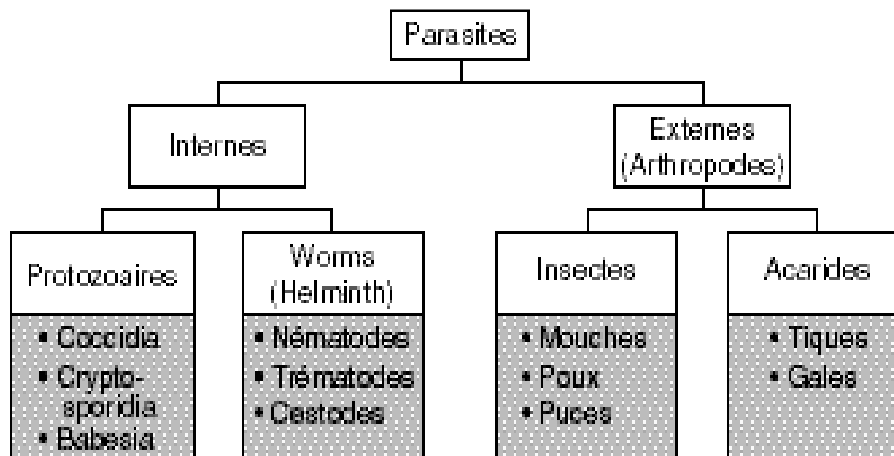 Parasites
Internes
Externes
(Arthropodes)
Protozoaires
• Coccidia
• Crypto-
sporidia
• Babesia
Worms
(Helminth)
• Nématodes
• Trématodes
• Cestodes
Insectes
• Mouches
• Poux
• Puces
Acarides
• Tiques
• Gales